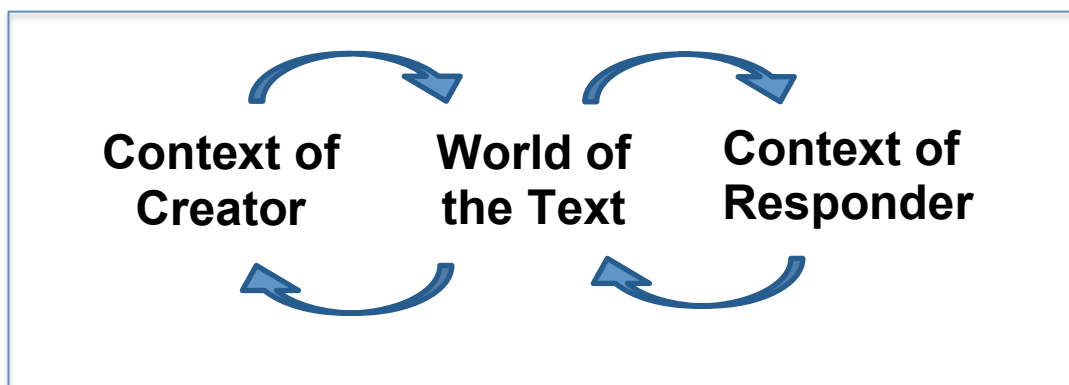 Context of
Creator
World of
the Text
Context of
Responder